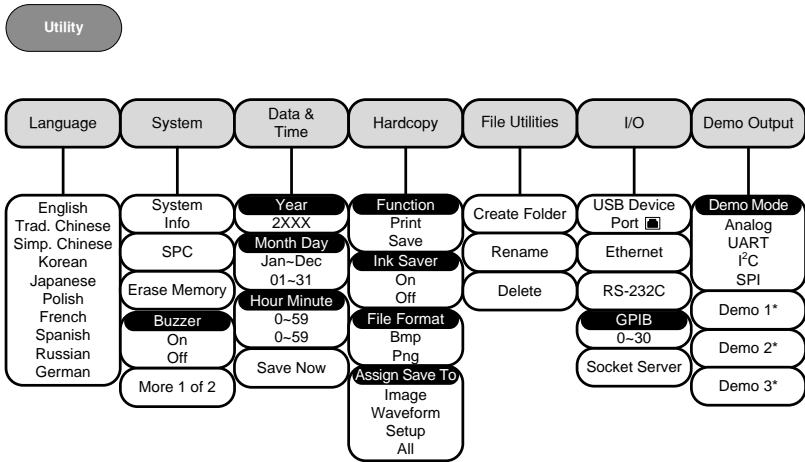 Utility
Language
System
Data &
Time
Hardcopy
File Utilities
I/O
Demo Output
English
Trad. Chinese
Simp. Chinese
Korean
Japanese
Polish
French
Spanish
Russian
German
System
Info
SPC
Erase Memory
Buzzer
On
Off
More 1 of 2
Year
2XXX
Month Day
Jan~Dec
01~31
Hour Minute
0~59
0~59
Save Now
Function
Print
Save
Ink Saver
On
Off
File Format
Bmp
Png
Assign Save To
Image
Waveform
Setup
All
Create Folder
Rename
Delete
USB Device
Port
Ethernet
RS-232C
GPIB
0~30
Socket Server
Demo Mode
Analog
UART
I²C
SPI
Demo 1*
Demo 2*
Demo 3*